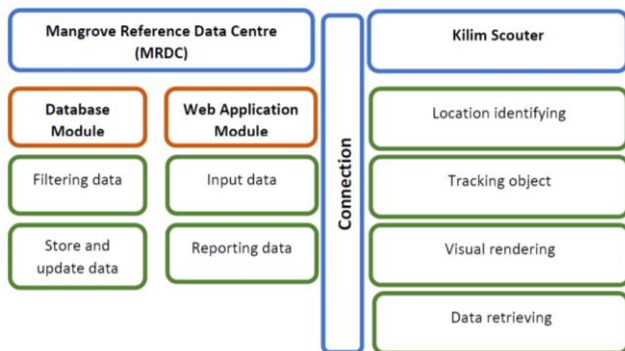 Mangrove Reference Data Centre
(MRDC)
Database
Module
Filtering data
Store and
update data
Web Application
Module
Input data
Reporting data
Connection
Kilim Scouter
Location identifying
Tracking object
Visual rendering
Data retrieving